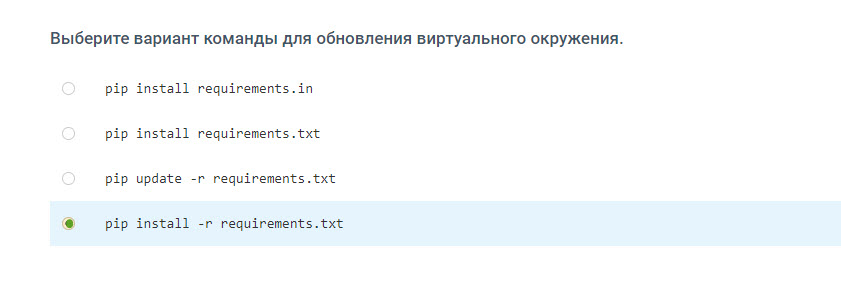 Выберите вариант команды для обновления виртуального окружения.
pip install requirements.in
pip install requirements.txt
pip update -r requirements.txt
pip install -r requirements.txt